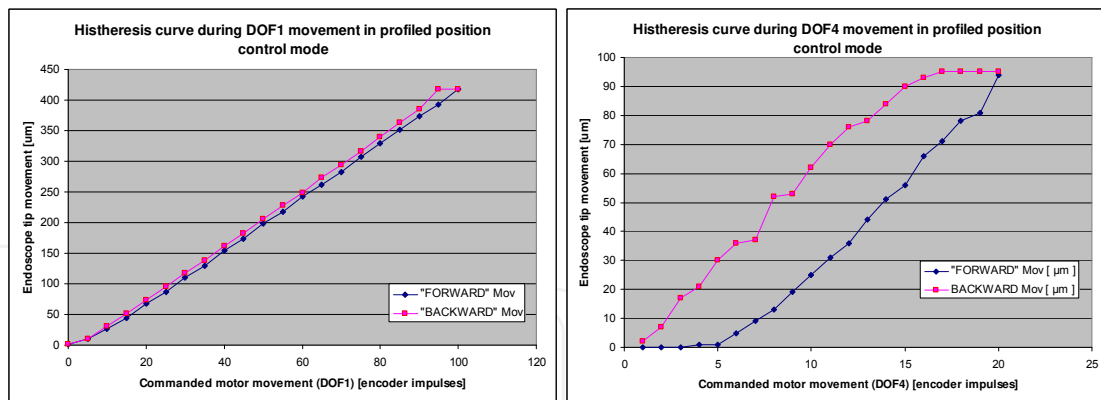 Histheresis curve during DOF1 movement in profiled position
control mode
450
400
350
300
250
200
150
100
50
0
0
20
40
60
80
100
120
Endoscope tip movement [um]
Commanded motor movement (DOF1) [encoder impulses]
"FORWARD" Mov
"BACKWARD" Mov
Histheresis curve during DOF4 movement in profiled position
control mode
100
90
80
70
60
50
40
30
20
10
0
0
5
10
15
20
25
Endoscope tip movement [um]
Commanded motor movement (DOF4) [encoder impulses]
"FORWARD" Mov [ µm ]
BACKWARD Mov [ µm ]